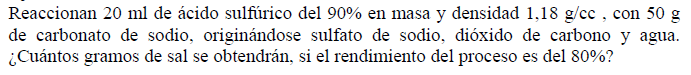 Reaccionan 20 ml de ácido sulfúrico del 90% en masa y densidad 1,18 g/cc , con 50 g
de carbonato de sodio, originándose sulfato de sodio, dióxido de carbono y agua.
¿Cuántos gramos de sal se obtendrán, si el rendimiento del proceso es del 80%?